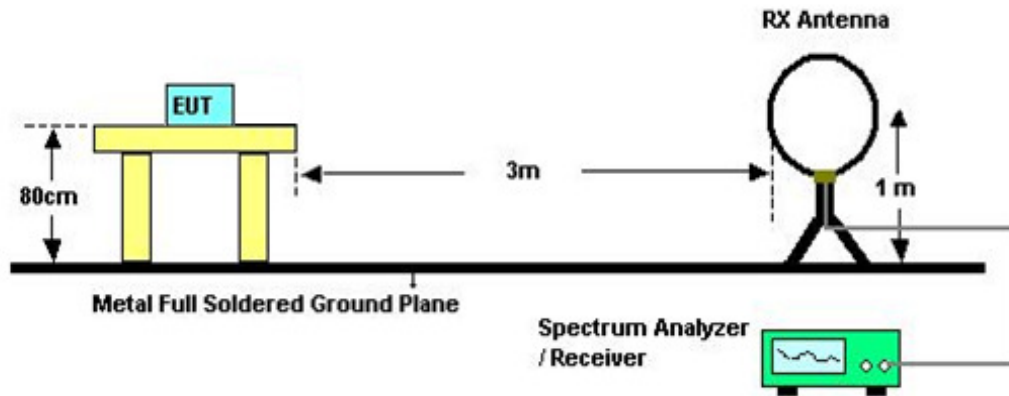 RX Antenna
EUT
3m
80cm
1 m
Metal Full Soldered Ground Plane
Spectrum Analyzer
/ Receiver